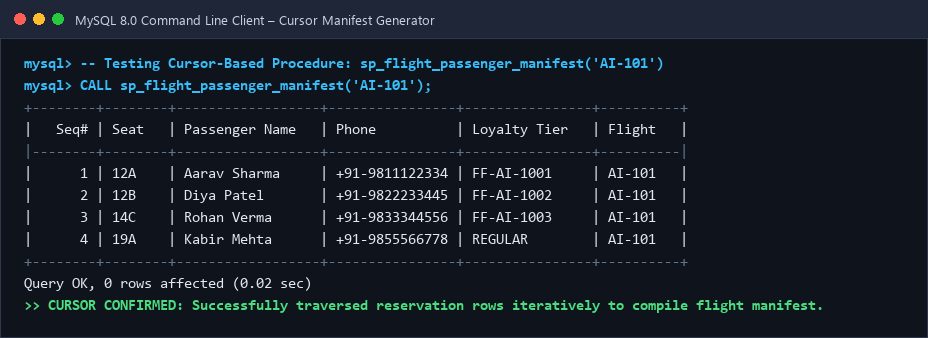 MySQL 8.0 Command Line Client – Cursor Manifest Generator
mysql> -- Testing Cursor-Based Procedure: sp_flight_passenger_manifest('AI-101')
mysql> CALL sp_flight_passenger_manifest('AI-101');
+--------+--------+------------------+----------------+----------------+----------+
|   Seq# | Seat   | Passenger Name   | Phone          | Loyalty Tier   | Flight   |
|--------+--------+------------------+----------------+----------------+----------|
|      1 | 12A    | Aarav Sharma     | +91-9811122334 | FF-AI-1001     | AI-101   |
|      2 | 12B    | Diya Patel       | +91-9822233445 | FF-AI-1002     | AI-101   |
|      3 | 14C    | Rohan Verma      | +91-9833344556 | FF-AI-1003     | AI-101   |
|      4 | 19A    | Kabir Mehta      | +91-9855566778 | REGULAR        | AI-101   |
+--------+--------+------------------+----------------+----------------+----------+
Query OK, 0 rows affected (0.02 sec)
>> CURSOR CONFIRMED: Successfully traversed reservation rows iteratively to compile flight manifest.